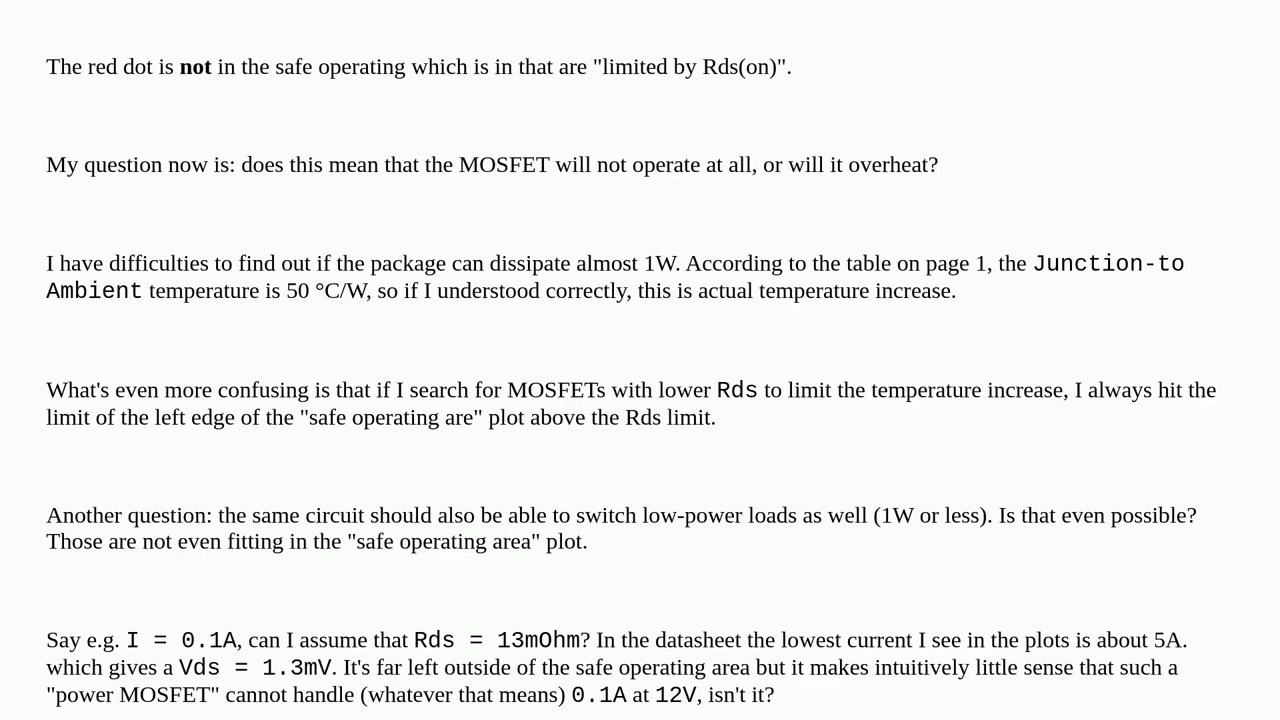 The red dot is not in the safe operating which is in that are "limited by Rds(on)".
My question now is: does this mean that the MOSFET will not operate at all, or will it overheat?
I have difficulties to find out if the package can dissipate almost 1W. According to the table on page 1, the Junction-to
Ambient temperature is 50 °C/W, so if I understood correctly, this is actual temperature increase.
What's even more confusing is that if I search for MOSFETs with lower Rds to limit the temperature increase, I always hit the
limit of the left edge of the "safe operating are" plot above the Rds limit.
Another question: the same circuit should also be able to switch low-power loads as well (1W or less). Is that even possible?
Those are not even fitting in the "safe operating area" plot.
Say e.g. I = 0.1A, can I assume that Rds = 13mOhm? In the datasheet the lowest current I see in the plots is about 5A.
which gives a Vds = 1.3mV. It's far left outside of the safe operating area but it makes intuitively little sense that such a
"power MOSFET" cannot handle (whatever that means) 0.1A at 12V, isn't it?